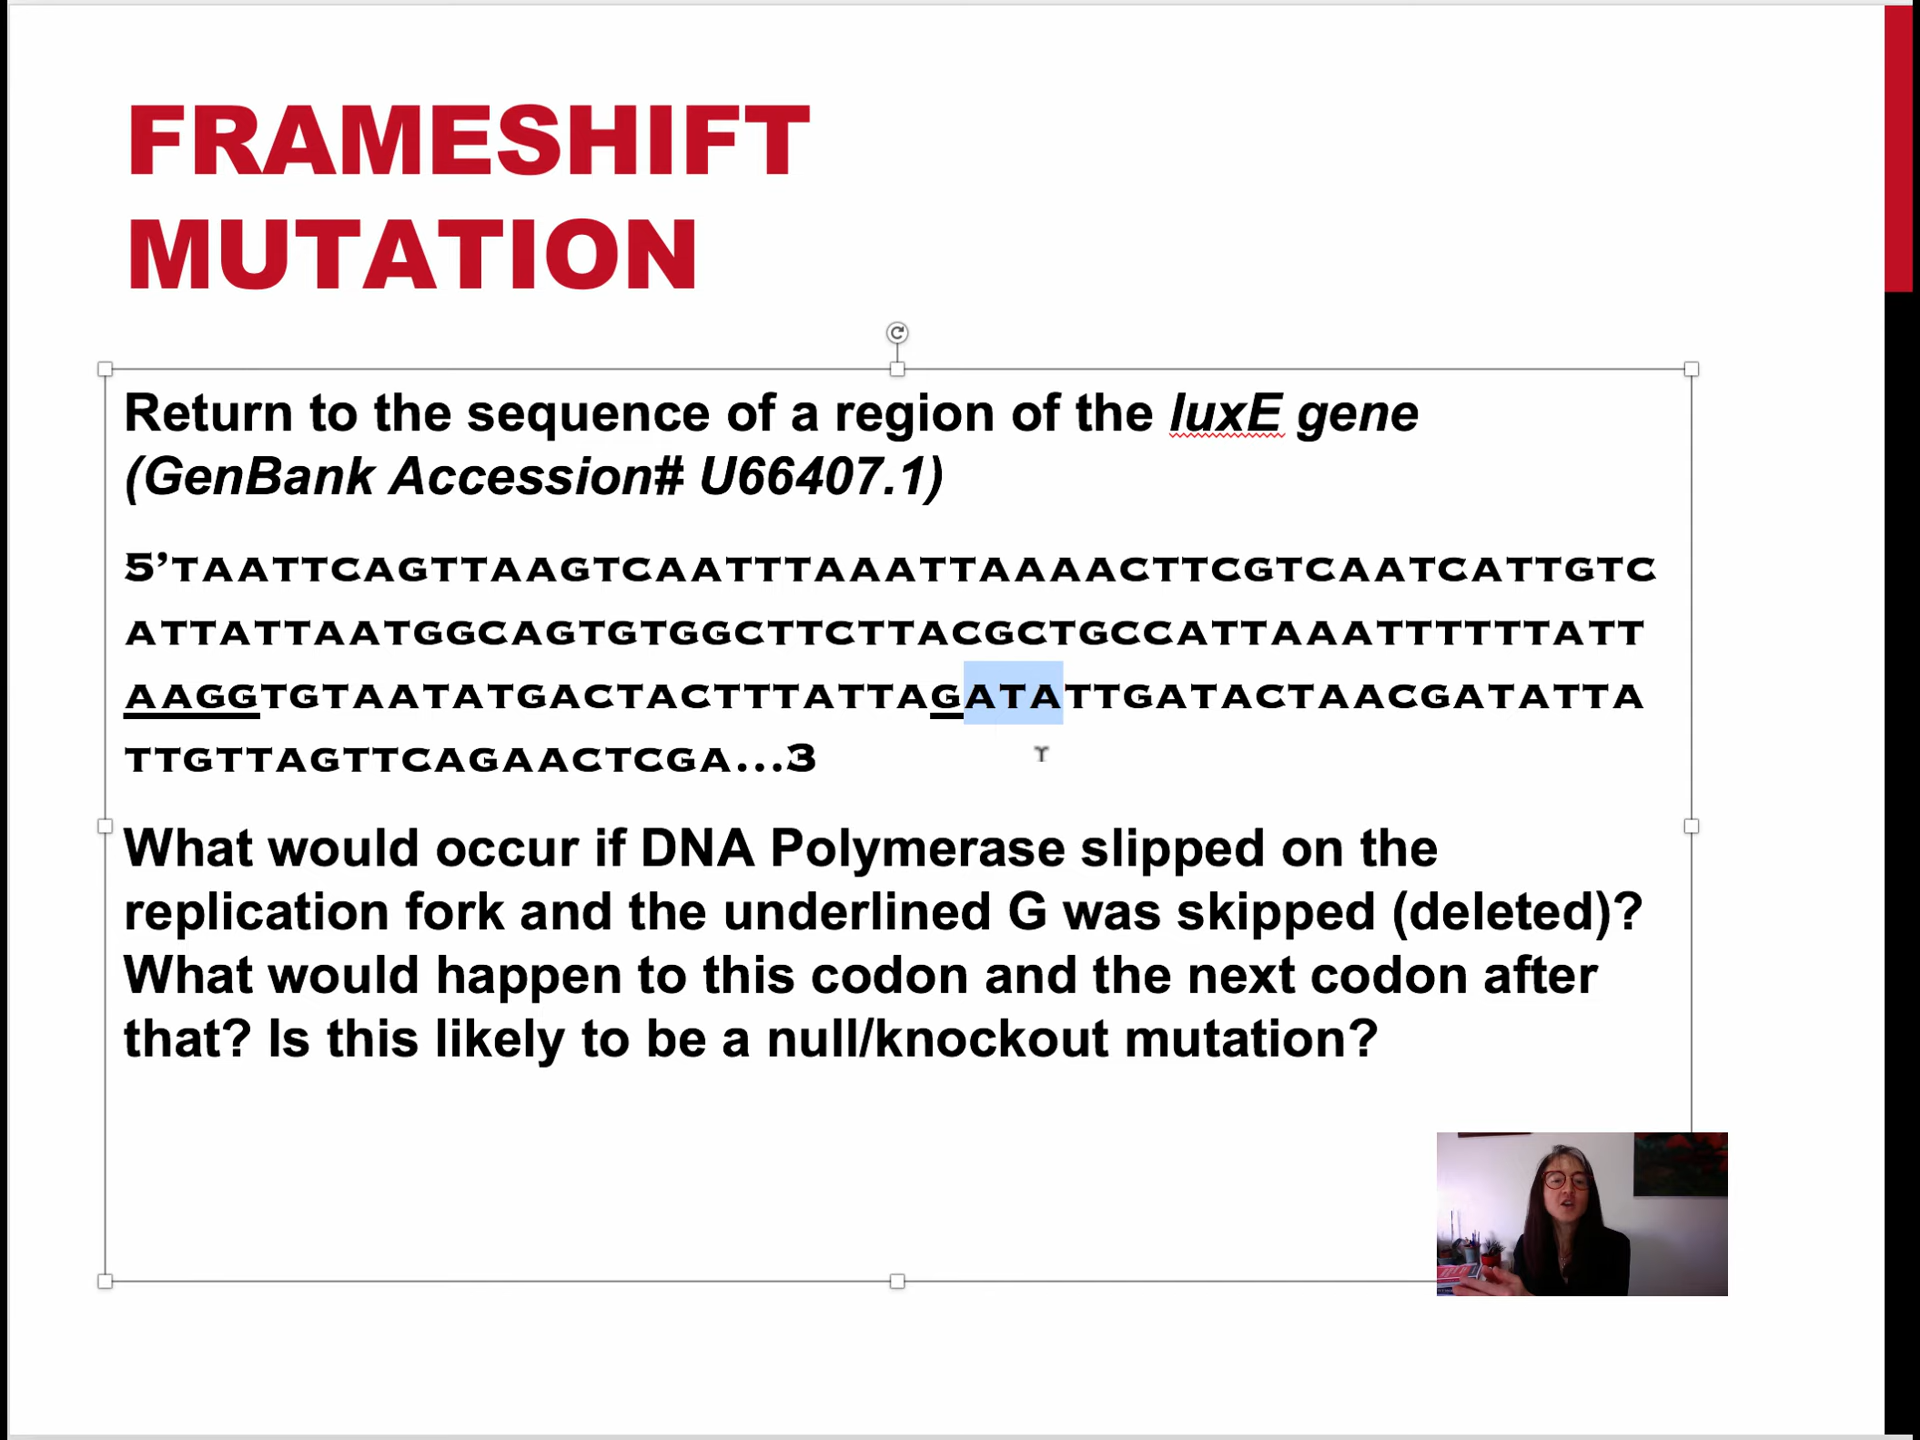 FRAMESHIFT
MUTATION
Return to the sequence of a region of the luxE gene
(GenBank Accession# U66407.1)
5’TAATTCAGTTAAGTCAATTTAAATTAAAACTTCGTCAATCATTGTC
ATTATTAATGGCAGTGTGGCTTCTTACGCTGCCATTAAATTTTTTATT
AAGGTGTAATATGACTACTTTATTAGATATTGATACTAACGATATTA
TTGTTAGTTCAGAACTCGA...3
What would occur if DNA Polymerase slipped on the
replication fork and the underlined G was skipped (deleted)?
What would happen to this codon and the next codon after
that? Is this likely to be a null/knockout mutation?